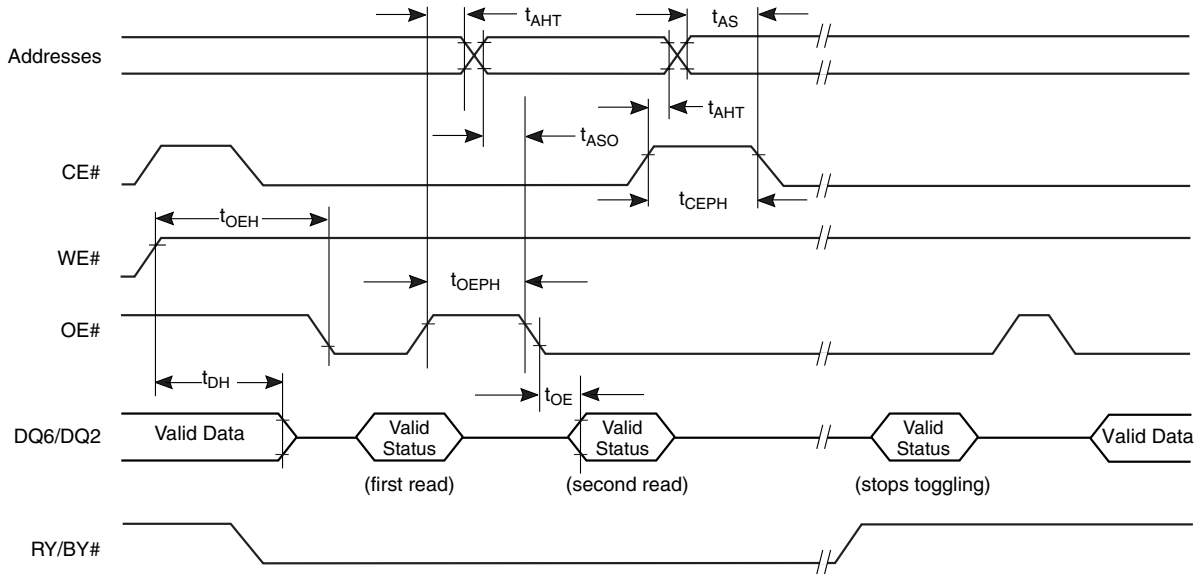 tAHT
tAS
Addresses
tAHT
tASO
CE#
tCEPH
tOEH
WE#
tOEPH
OE#
tDH
tOE
DQ6/DQ2
Valid Data
Valid
Status
Valid
Status
Valid
Status
Valid Data
(first read)
(second read)
(stops toggling)
RY/BY#